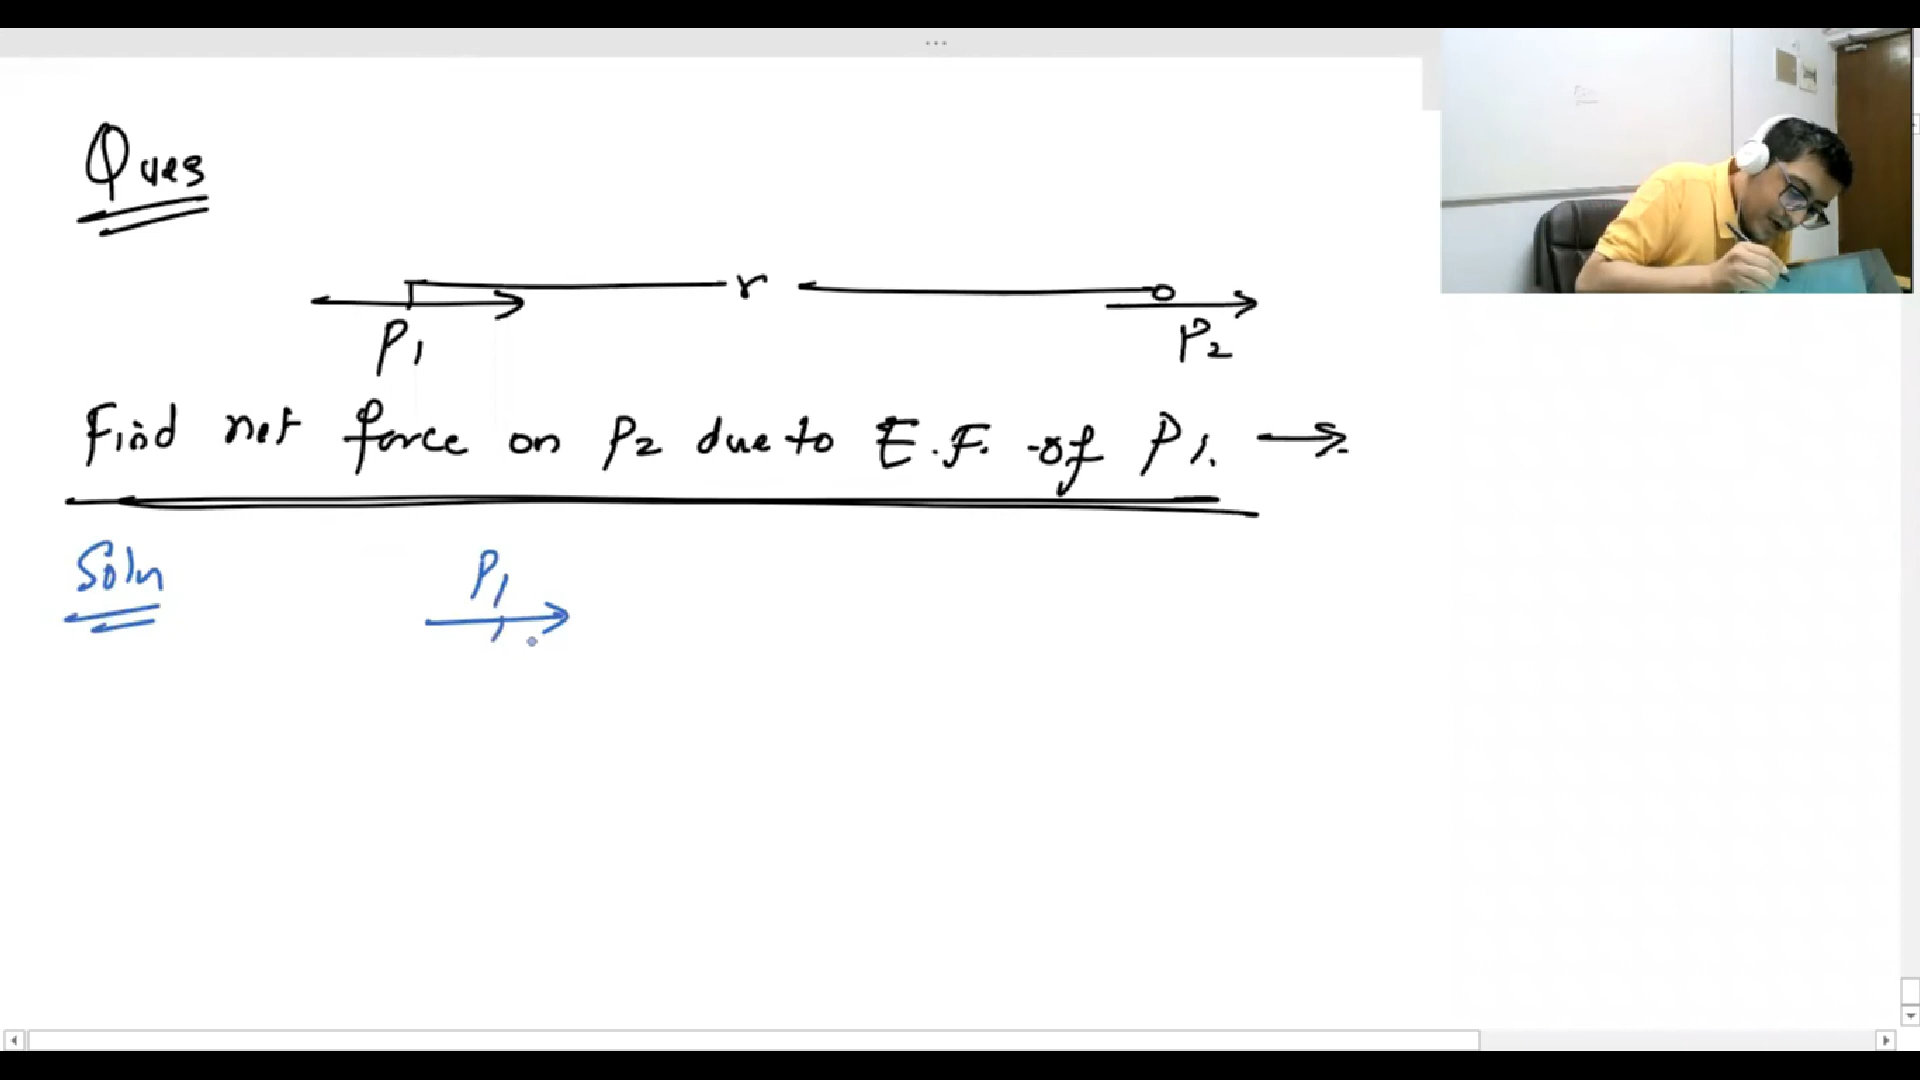 Ques
r
P1 P2
Find net force on P2 due to E.F. of P1. →
Soln P1